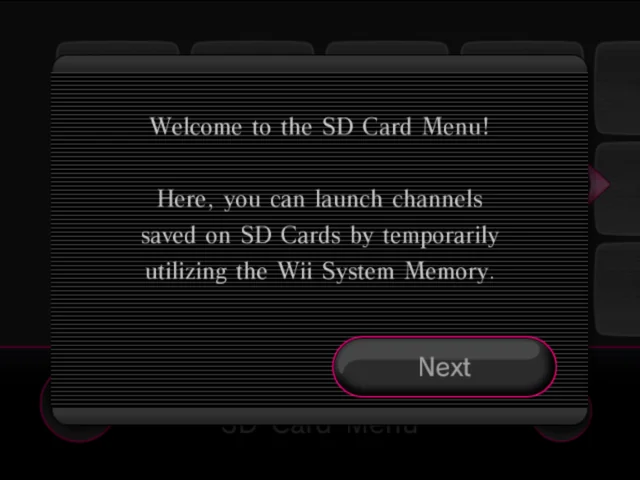 Welcome to the SD Card Menu!
Here, you can launch channels
saved on SD Cards by temporarily
utilizing the Wii System Memory.
Next
SD Card Menu